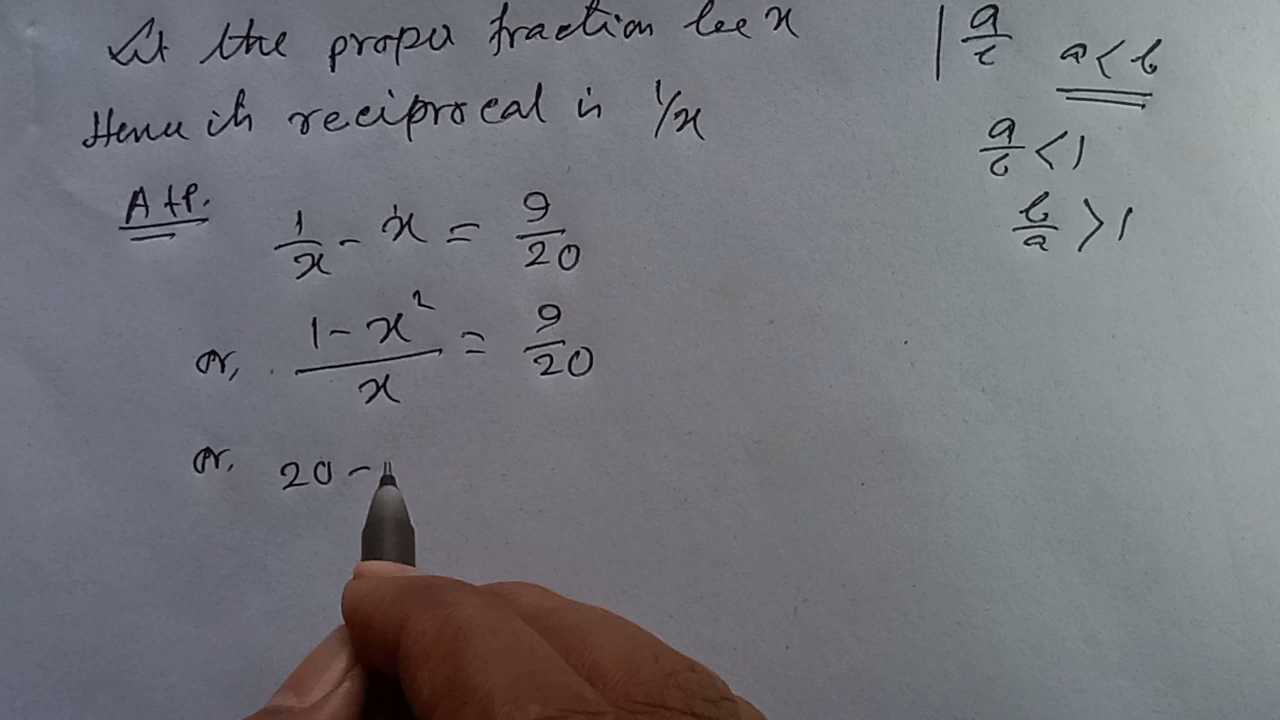 Let the proper fraction be x
Hence its reciprocal is 1/x
ATP.
1/x - x = 9/20
or, (1 - x²)/x = 9/20
or, 20 -
a/b a < b
a/b < 1
b/a > 1